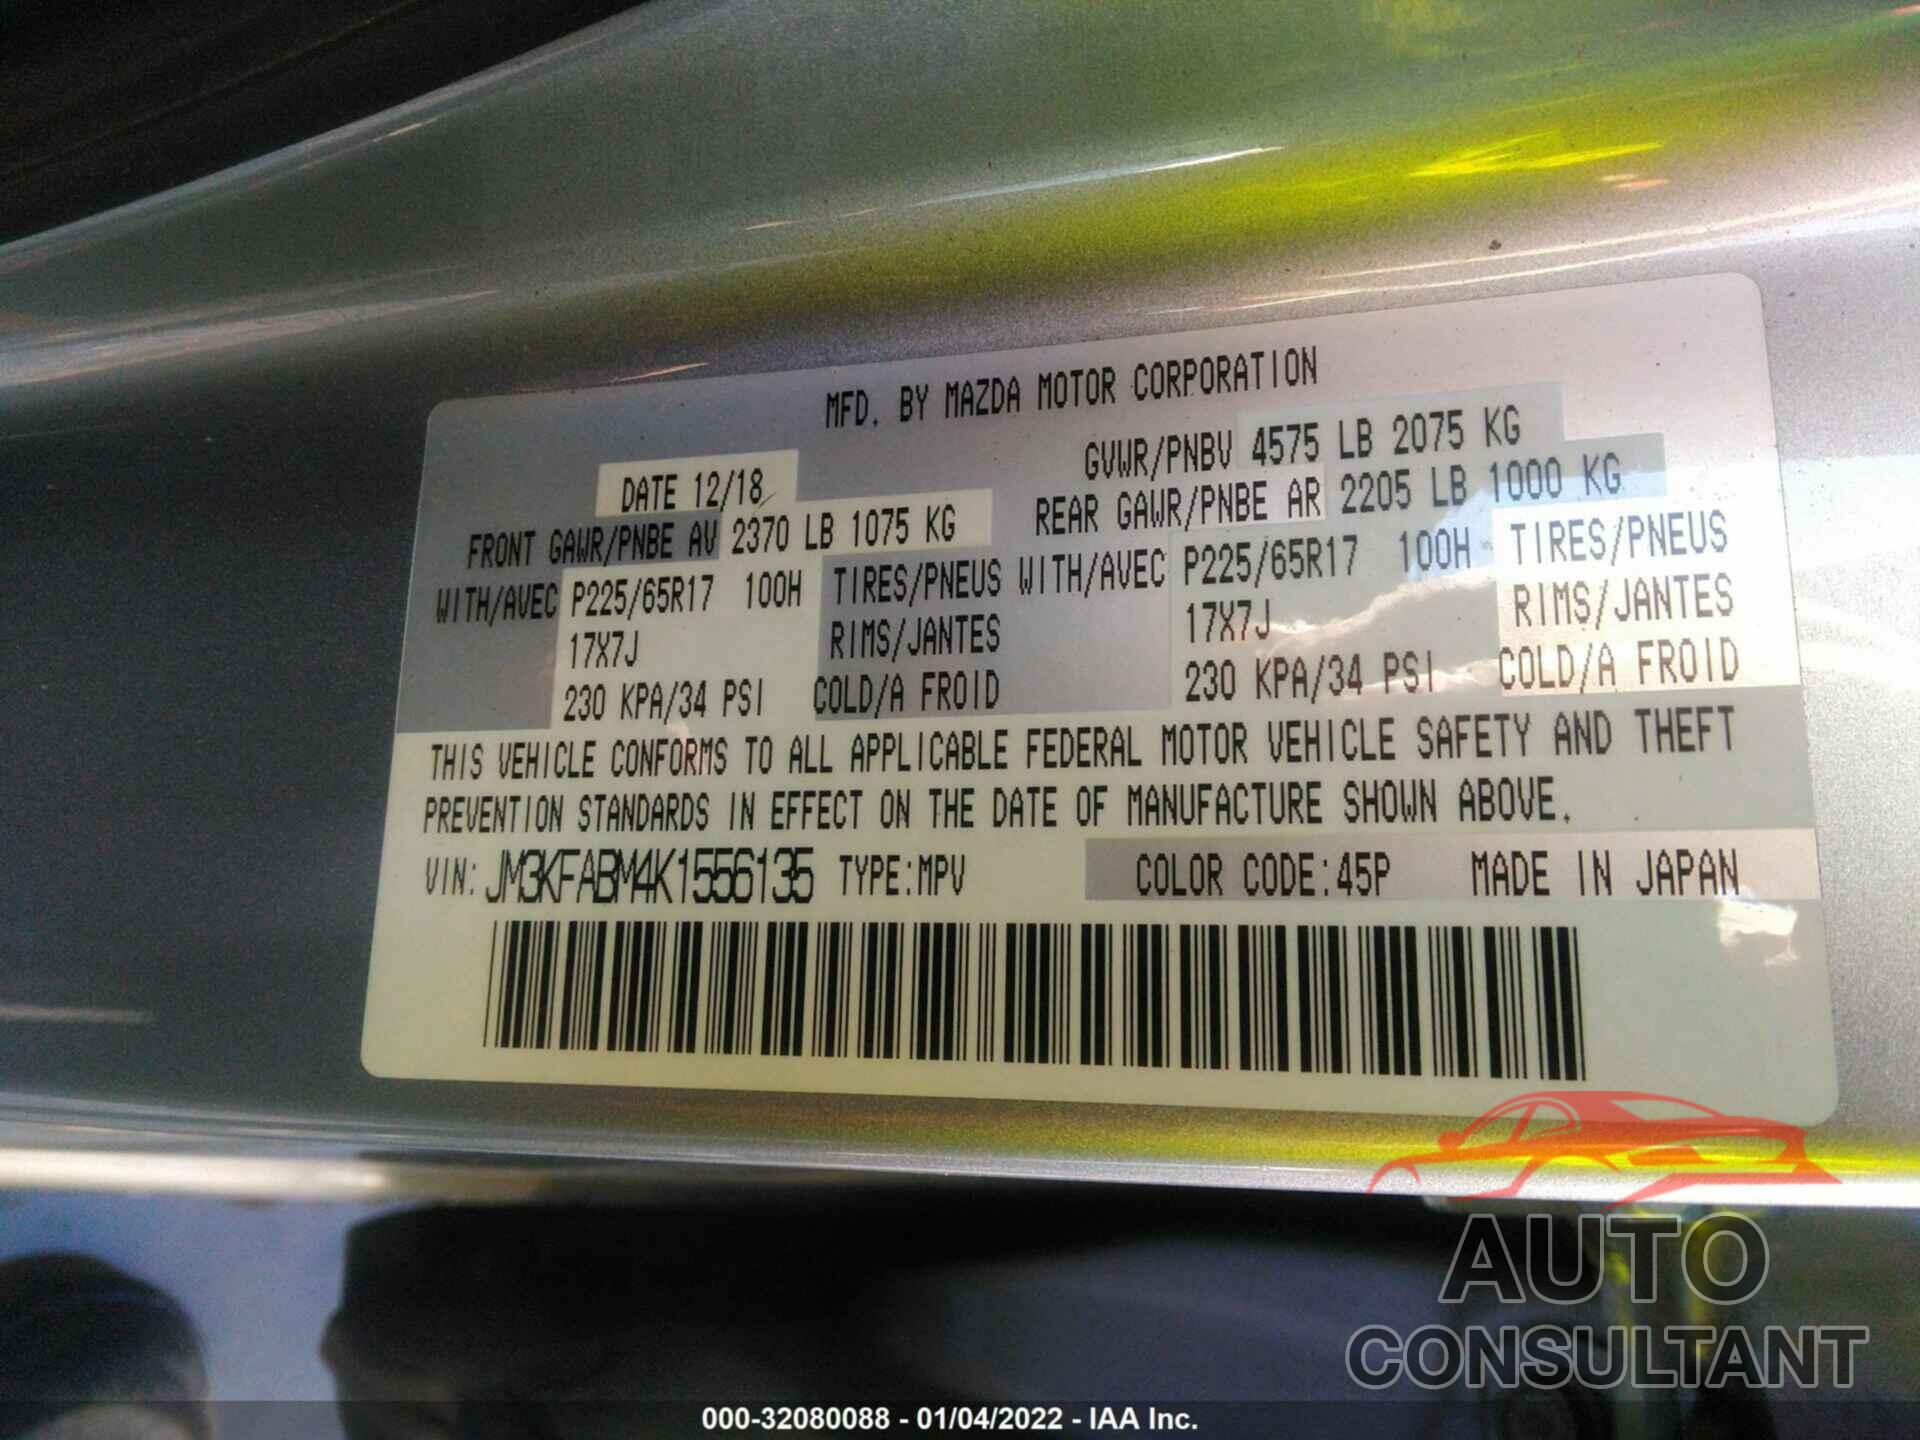 MFD. BY MAZDA MOTOR CORPORATION
DATE 12/18 GVWR/PNBV 4575 LB 2075 KG
FRONT GAWR/PNBE AV 2370 LB 1075 KG REAR GAWR/PNBE AR 2205 LB 1000 KG
WITH/AVEC P225/65R17 100H TIRES/PNEUS WITH/AVEC P225/65R17 100H TIRES/PNEUS
17X7J RIMS/JANTES 17X7J RIMS/JANTES
230 KPA/34 PSI COLD/A FROID 230 KPA/34 PSI COLD/A FROID
THIS VEHICLE CONFORMS TO ALL APPLICABLE FEDERAL MOTOR VEHICLE SAFETY AND THEFT
PREVENTION STANDARDS IN EFFECT ON THE DATE OF MANUFACTURE SHOWN ABOVE.
VIN: JM3KFABM4K1556135 TYPE:MPV COLOR CODE:45P MADE IN JAPAN
AUTO
CONSULTANT
000-32080088 - 01/04/2022 - IAA Inc.